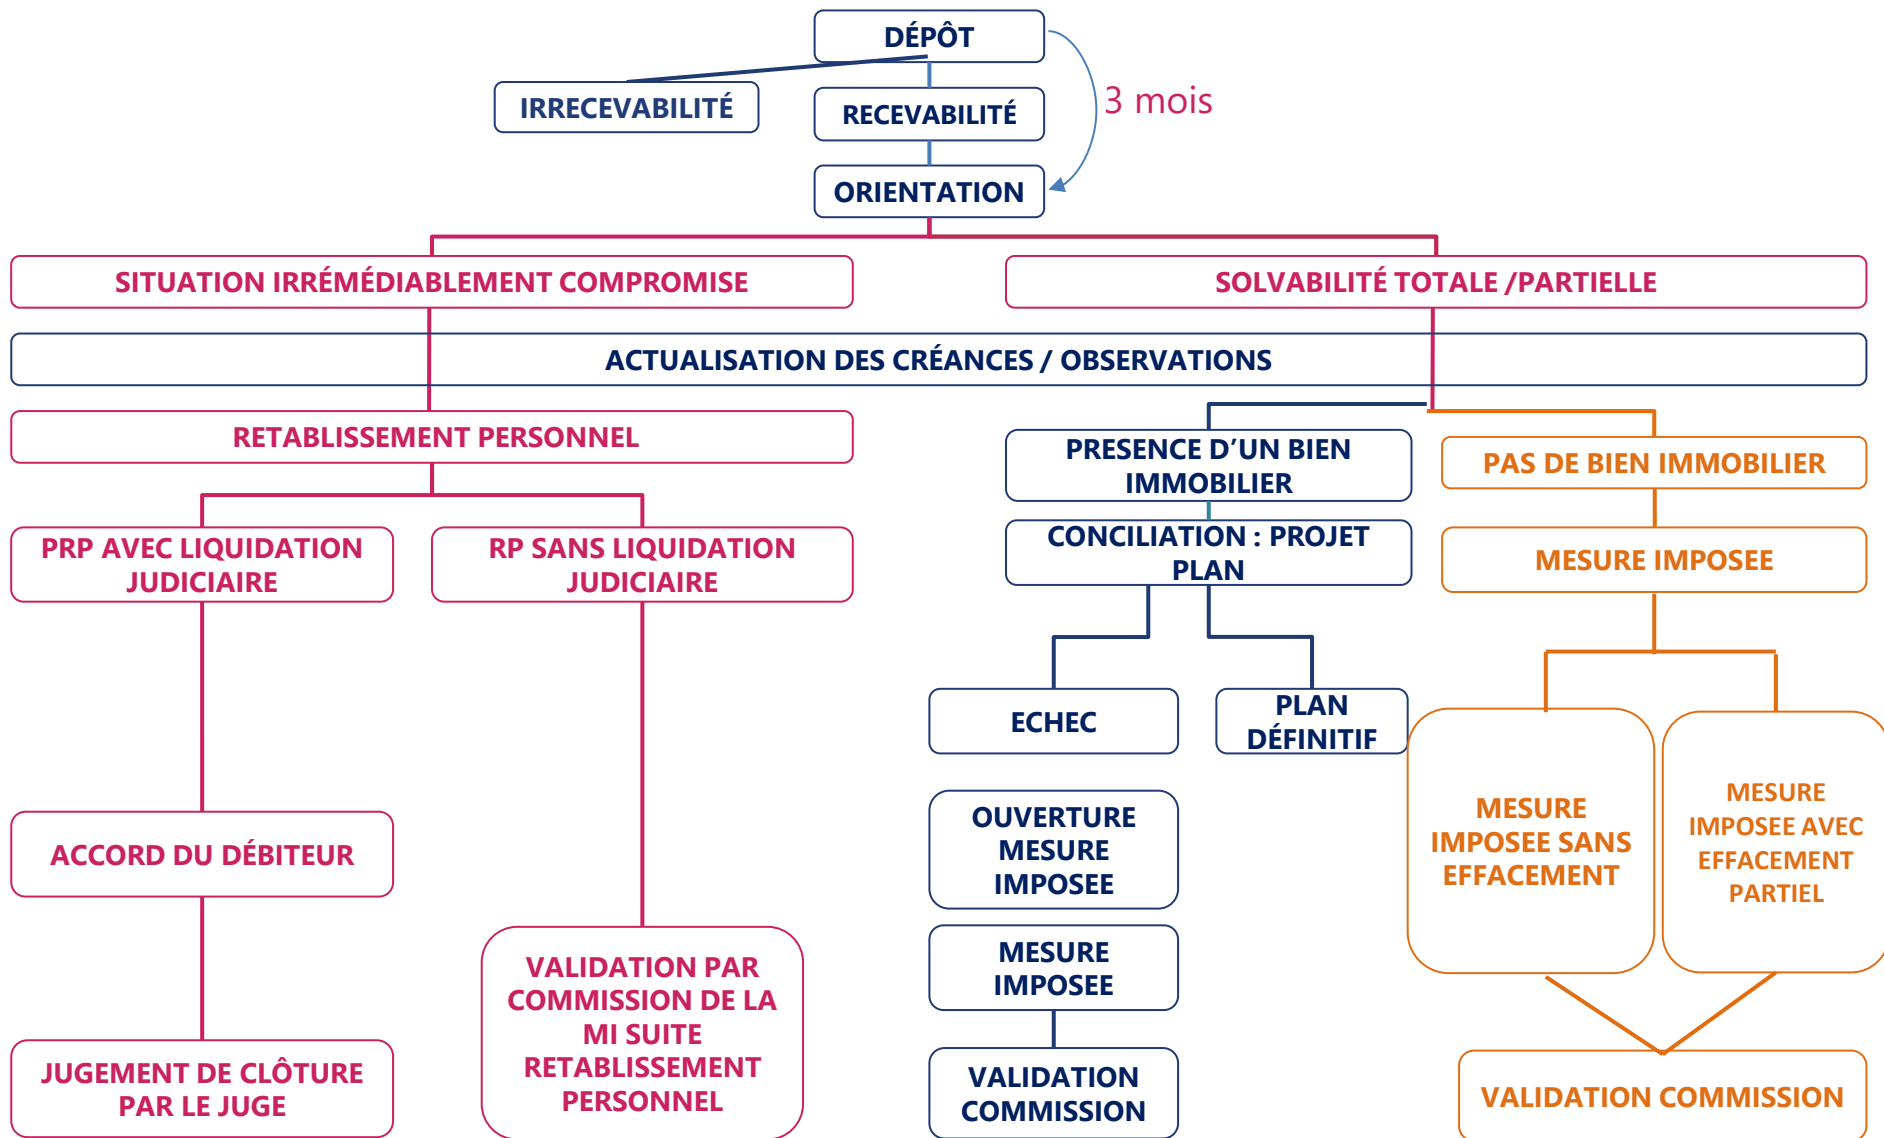 DÉPÔT
IRRECEVABILITÉ
RECEVABILITÉ
3 mois
ORIENTATION
SITUATION IRRÉMÉDIABLEMENT COMPROMISE
SOLVABILITÉ TOTALE /PARTIELLE
ACTUALISATION DES CRÉANCES / OBSERVATIONS
RETABLISSEMENT PERSONNEL
PRESENCE D’UN BIEN
IMMOBILIER
PAS DE BIEN IMMOBILIER
PRP AVEC LIQUIDATION
JUDICIAIRE
RP SANS LIQUIDATION
JUDICIAIRE
CONCILIATION : PROJET
PLAN
MESURE IMPOSEE
ECHEC
PLAN
DÉFINITIF
OUVERTURE
MESURE
IMPOSEE
MESURE
IMPOSEE SANS
EFFACEMENT
MESURE
IMPOSEE AVEC
EFFACEMENT
PARTIEL
ACCORD DU DÉBITEUR
MESURE
IMPOSEE
VALIDATION PAR
COMMISSION DE LA
MI SUITE
RETABLISSEMENT
PERSONNEL
JUGEMENT DE CLÔTURE
PAR LE JUGE
VALIDATION
COMMISSION
VALIDATION COMMISSION